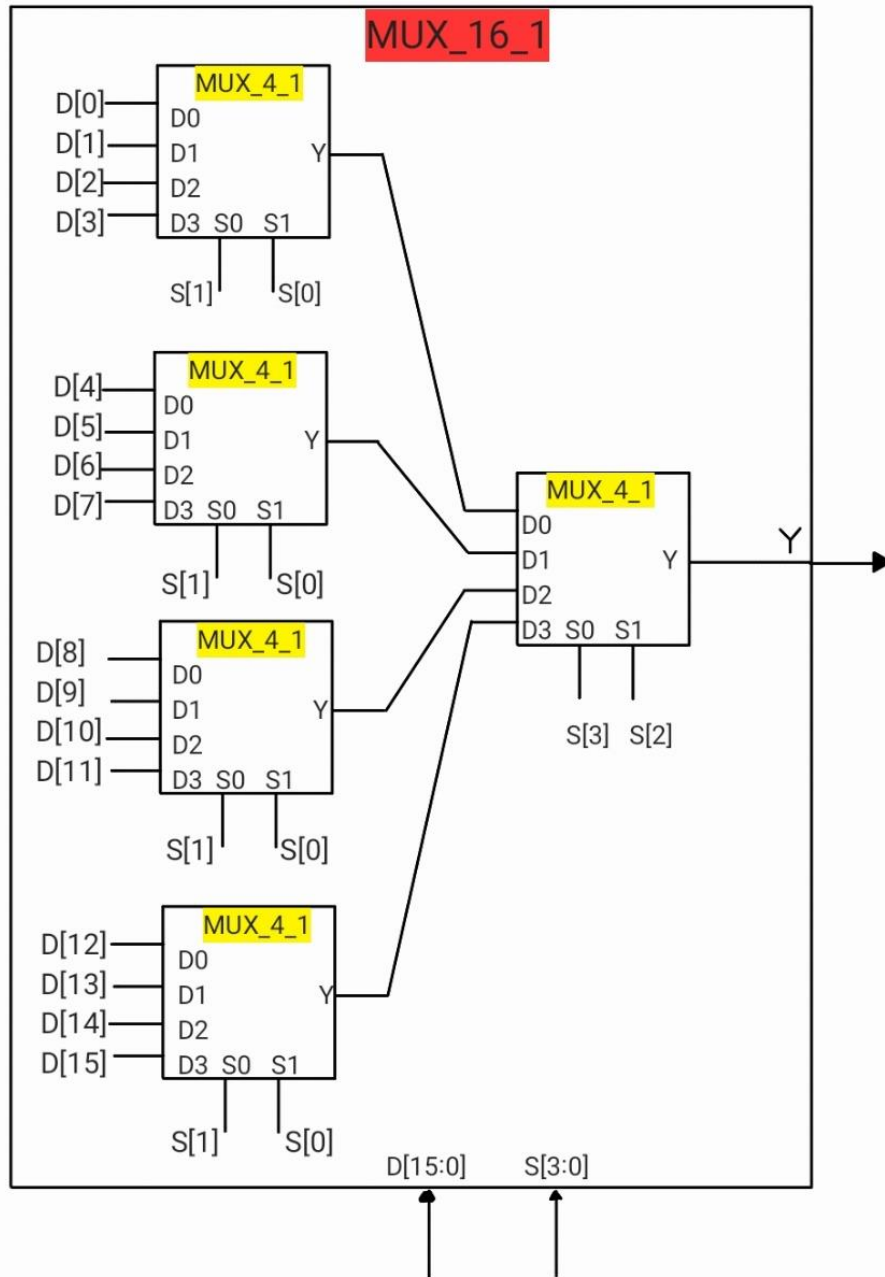 MUX_16_1
MUX_4_1
D[0]
D0
D[1]
D1
Y
D[2]
D2
D[3]
D3 S0 S1
S[1] S[0]
MUX_4_1
D[4]
D0
D[5]
D1
Y
D[6]
D2
D[7]
D3 S0 S1
S[1] S[0]
MUX_4_1
D[8]
D0
D[9]
D1
Y
D[10]
D2
D[11]
D3 S0 S1
S[1] S[0]
MUX_4_1
D[12]
D0
D[13]
D1
Y
D[14]
D2
D[15]
D3 S0 S1
S[1] S[0]
MUX_4_1
D0
D1
Y
D2
D3 S0 S1
S[3] S[2]
Y
D[15:0] S[3:0]